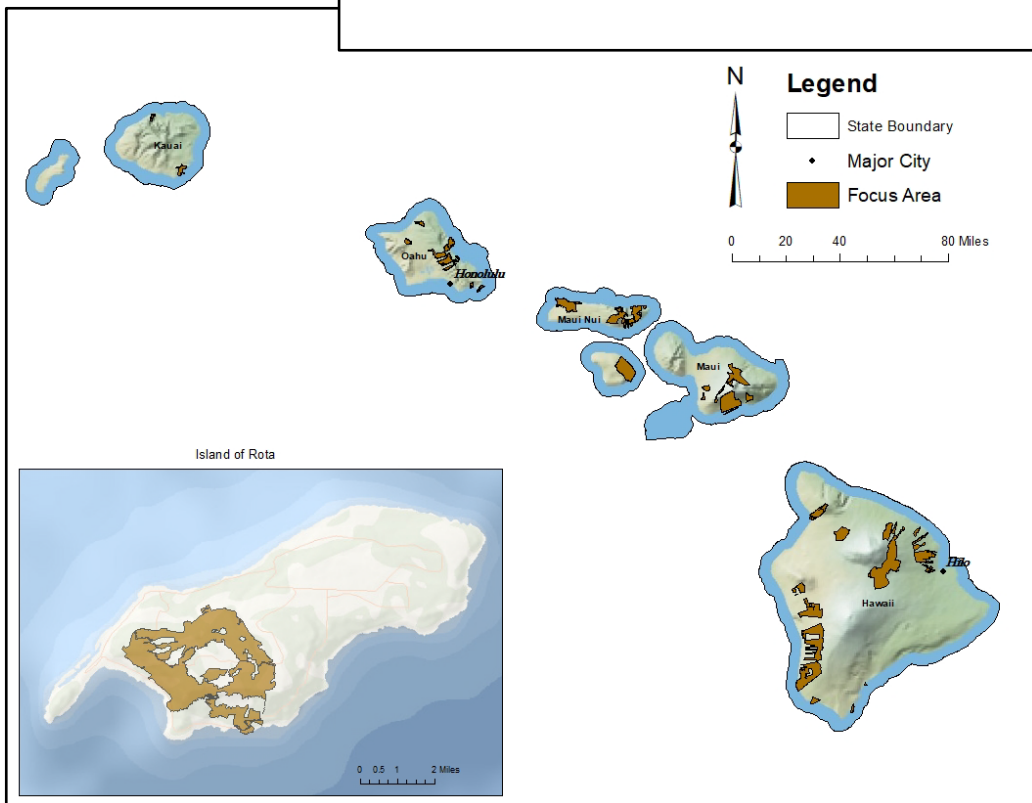 N
Legend
State Boundary
Major City
Focus Area
0 20 40 80 Miles
Kauai
Oahu
Honolulu
Maui Nui
Maui
Hilo
Hawaii
Island of Rota
0 0.5 1 2 Miles